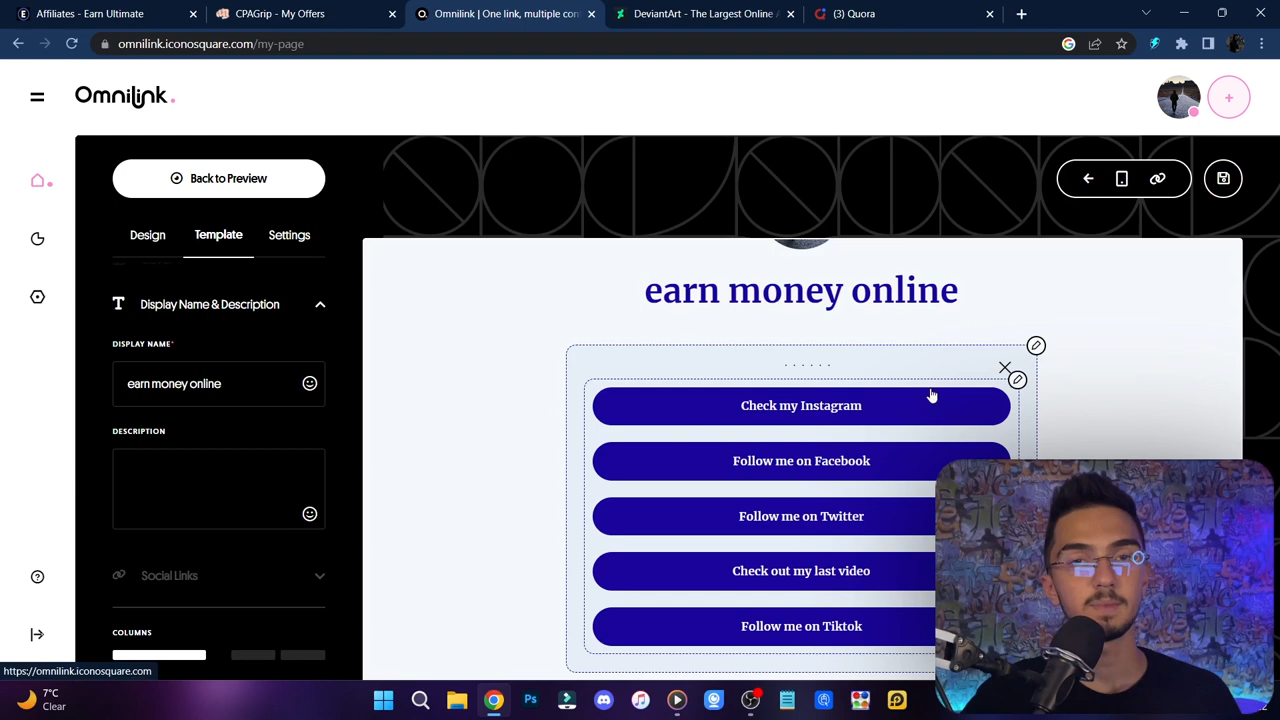 Affiliates - Earn Ultimate
CPAGrip - My Offers
Omnilink | One link, multiple con
DeviantArt - The Largest Online A
(3) Quora
omnilink.iconosquare.com/my-page
Omnilink.
Back to Preview
Design
Template
Settings
Display Name & Description
DISPLAY NAME*
earn money online
DESCRIPTION
Social Links
COLUMNS
earn money online
Check my Instagram
Follow me on Facebook
Follow me on Twitter
Check out my last video
Follow me on Tiktok
https://omnilink.iconosquare.com
7°C
Clear
Ps